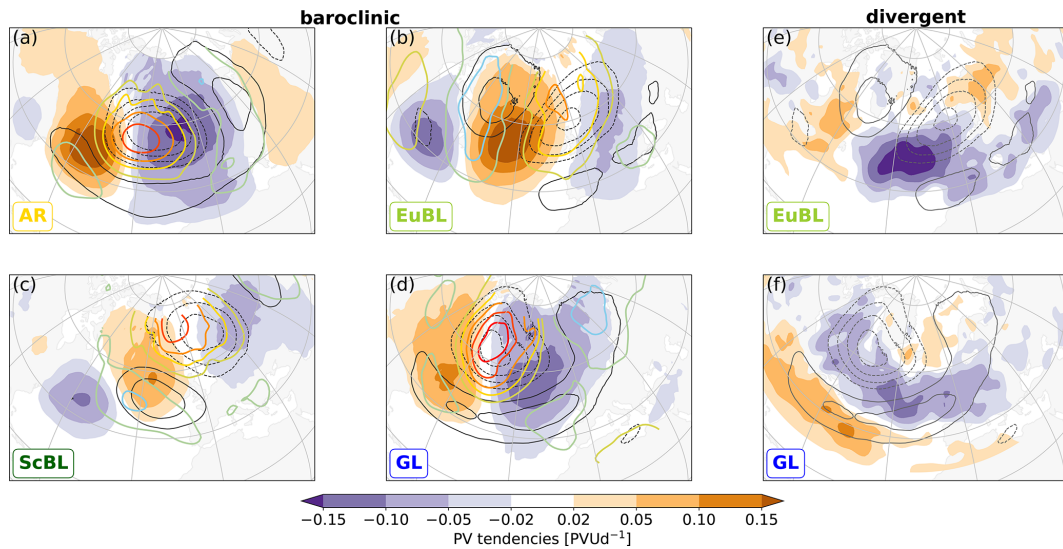 baroclinic
divergent
(a)
(b)
(e)
AR
EuBL
EuBL
(c)
(d)
(f)
ScBL
GL
GL
−0.15 −0.10 −0.05 −0.02 0.02 0.05 0.10 0.15
PV tendencies [PVUd⁻¹]